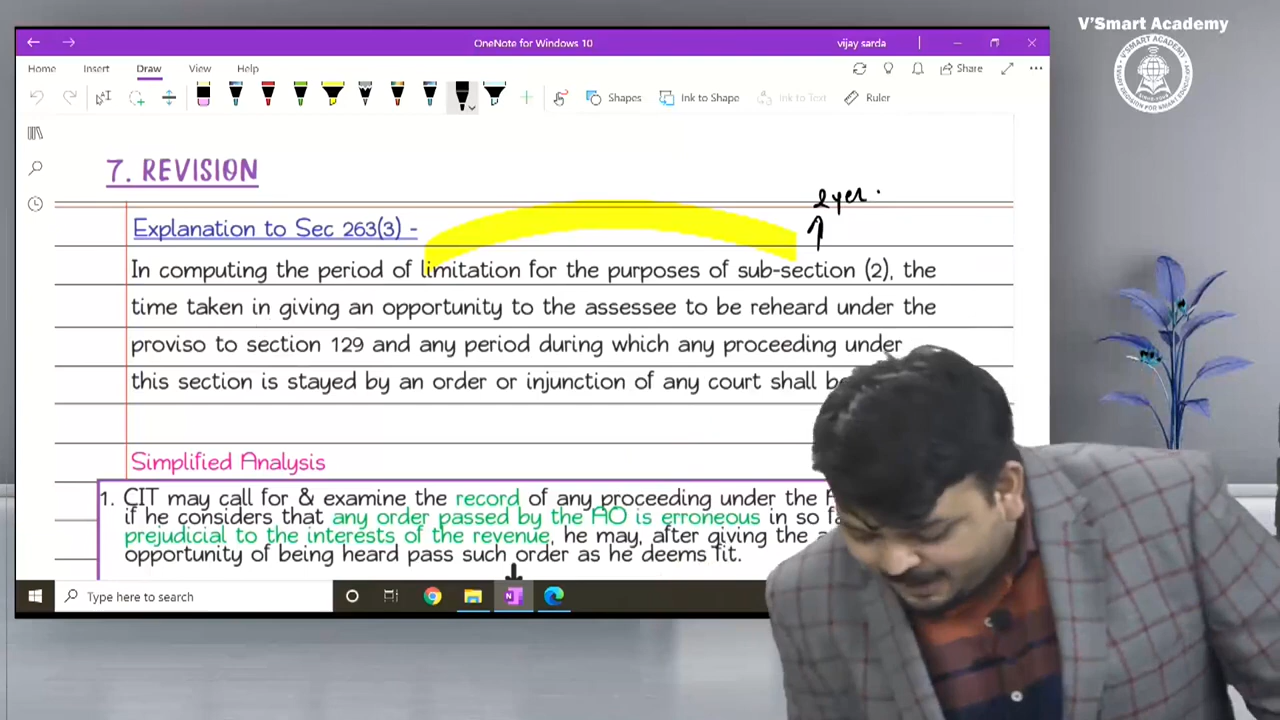 V'Smart Academy
OneNote for Windows 10
vijay sarda
Home Insert Draw View Help
Share
Shapes Ink to Shape Ink to Text Ruler
7. REVISION
2 yer.
Explanation to Sec 263(3) -
In computing the period of limitation for the purposes of sub-section (2), the
time taken in giving an opportunity to the assessee to be reheard under the
proviso to section 129 and any period during which any proceeding under
this section is stayed by an order or injunction of any court shall
Simplified Analysis
1. CIT may call for & examine the record of any proceeding under the
if he considers that any order passed by the AO is erroneous in so
prejudicial to the interests of the revenue, he may, after giving the
opportunity of being heard pass such order as he deems fit.
Type here to search